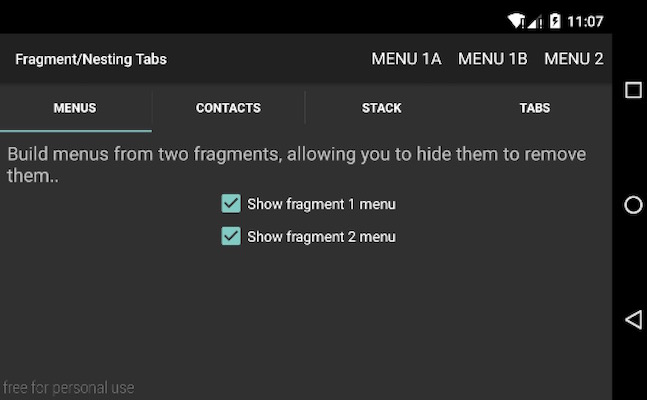 11:07
Fragment/Nesting Tabs MENU 1A MENU 1B MENU 2
MENUS CONTACTS STACK TABS
Build menus from two fragments, allowing you to hide them to remove
them..
Show fragment 1 menu
Show fragment 2 menu
free for personal use